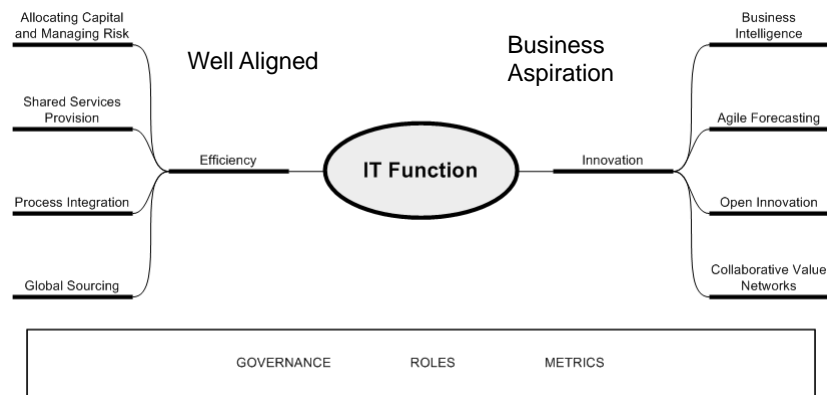 Allocating Capital
and Managing Risk
Shared Services
Provision
Process Integration
Global Sourcing
Well Aligned
Efficiency
IT Function
Business
Aspiration
Innovation
Business
Intelligence
Agile Forecasting
Open Innovation
Collaborative Value
Networks
GOVERNANCE ROLES METRICS